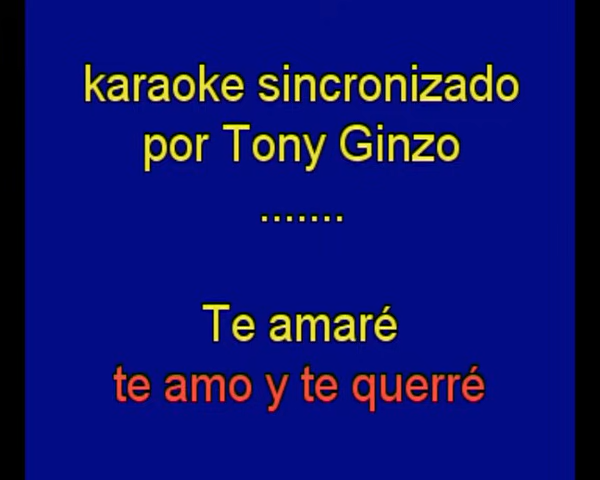 karaoke sincronizado
por Tony Ginzo
.......
Te amaré
te amo y te querré